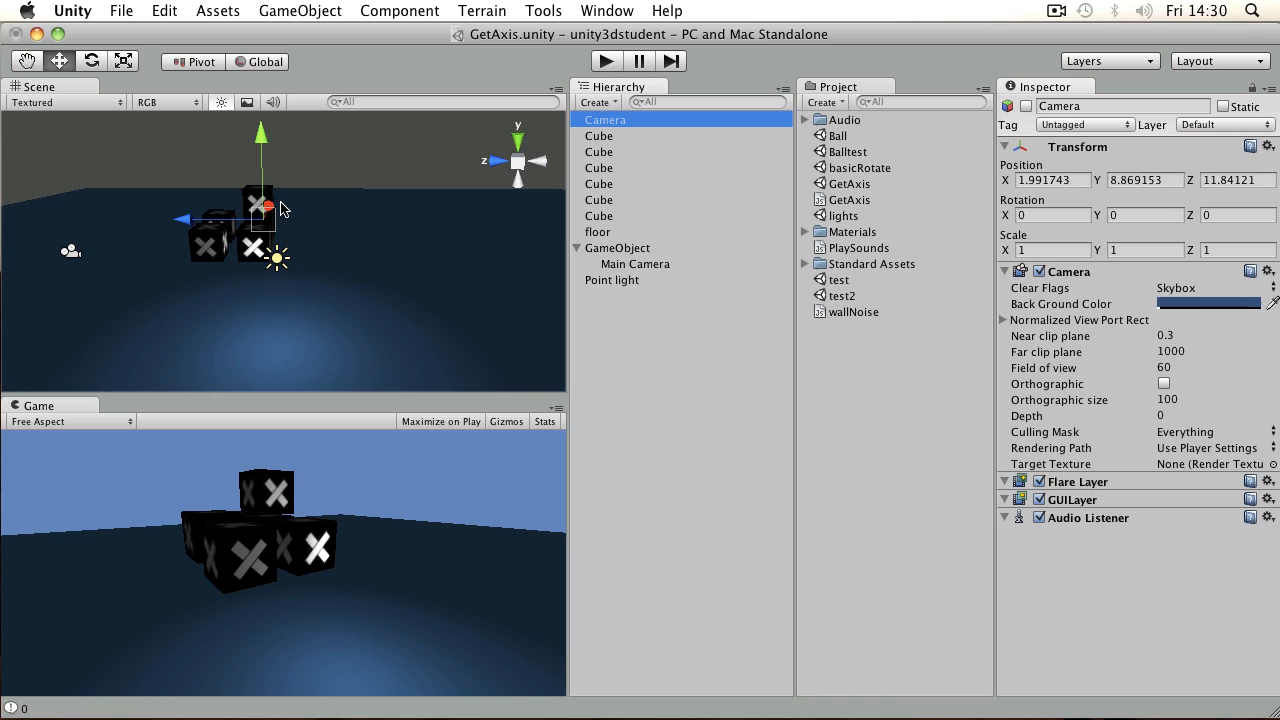 Unity File Edit Assets GameObject Component Terrain Tools Window Help Fri 14:30
GetAxis.unity – unity3dstudent – PC and Mac Standalone
Pivot Global Layers Layout
Scene
Textured RGB All
y
z
Game
Free Aspect Maximize on Play Gizmos Stats
Hierarchy
Create All
Camera
Cube
Cube
Cube
Cube
Cube
Cube
floor
GameObject
Main Camera
Point light
Project
Create All
Audio
Ball
Balltest
basicRotate
GetAxis
GetAxis
lights
Materials
PlaySounds
Standard Assets
test
test2
wallNoise
Inspector
Camera Static
Tag Untagged Layer Default
Transform
Position
X 1.991743 Y 8.869153 Z 11.84121
Rotation
X 0 Y 0 Z 0
Scale
X 1 Y 1 Z 1
Camera
Clear Flags Skybox
Back Ground Color
Normalized View Port Rect
Near clip plane 0.3
Far clip plane 1000
Field of view 60
Orthographic
Orthographic size 100
Depth 0
Culling Mask Everything
Rendering Path Use Player Settings
Target Texture None (Render Textu
Flare Layer
GUILayer
Audio Listener
0